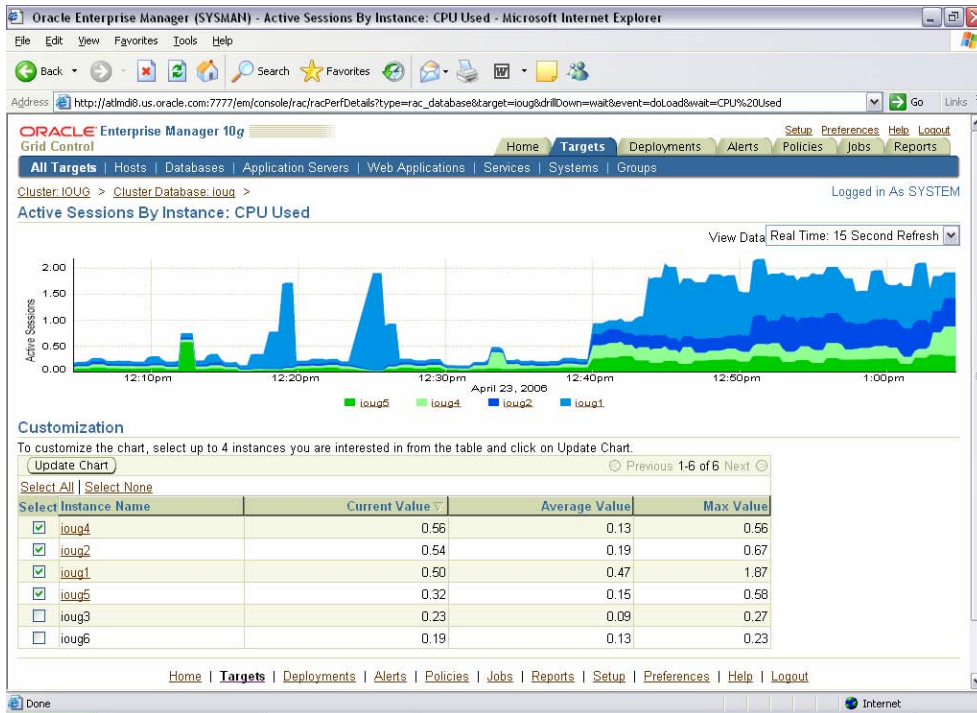 Oracle Enterprise Manager (SYSMAN) - Active Sessions By Instance: CPU Used - Microsoft Internet Explorer
File Edit View Favorites Tools Help
Back Search Favorites
Address http://atlmdi8.us.oracle.com:7777/em/console/rac/racPerfDetails?type=rac_database&target=ioug&drillDown=wait&event=doLoad&wait=CPU%20Used Go Links
ORACLE Enterprise Manager 10g
Setup Preferences Help Logout
Grid Control
Home Targets Deployments Alerts Policies Jobs Reports
All Targets | Hosts | Databases | Application Servers | Web Applications | Services | Systems | Groups
Cluster: IOUG > Cluster Database: ioug >
Logged in As SYSTEM
Active Sessions By Instance: CPU Used
View Data Real Time: 15 Second Refresh
Active Sessions
2.00
1.50
1.00
0.50
0.00
12:10pm 12:20pm 12:30pm 12:40pm 12:50pm 1:00pm
April 23, 2006
ioug5 ioug4 ioug2 ioug1
Customization
To customize the chart, select up to 4 instances you are interested in from the table and click on Update Chart.
Update Chart Previous 1-6 of 6 Next
Select All | Select None
Select Instance Name Current Value Average Value Max Value
ioug4 0.56 0.13 0.56
ioug2 0.54 0.19 0.67
ioug1 0.50 0.47 1.87
ioug5 0.32 0.15 0.58
ioug3 0.23 0.09 0.27
ioug6 0.19 0.13 0.23
Home | Targets | Deployments | Alerts | Policies | Jobs | Reports | Setup | Preferences | Help | Logout
Done Internet